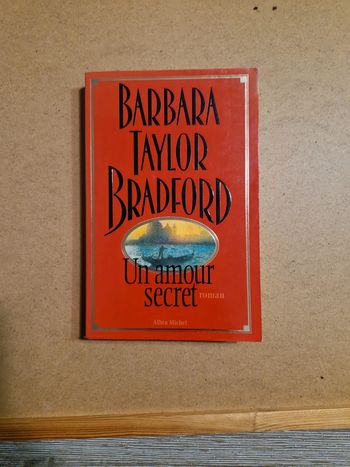 BARBARA
TAYLOR
BRADFORD
Un amour
secret roman
Albin Michel